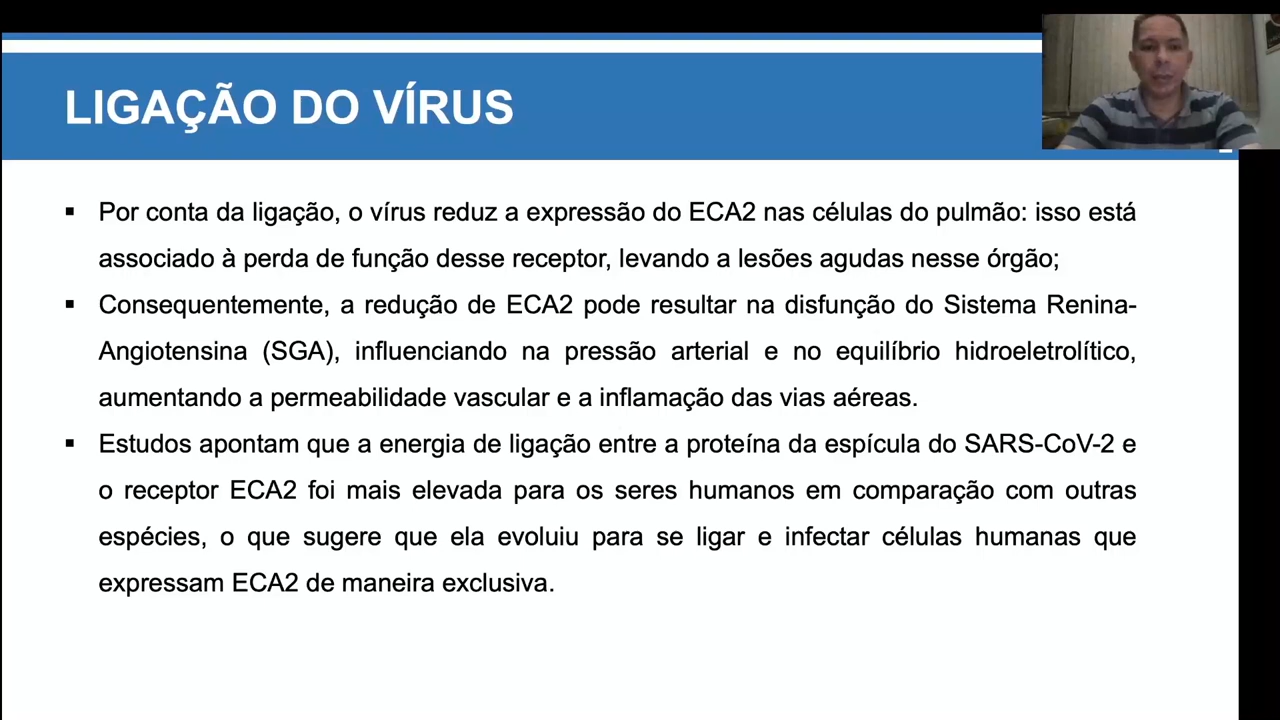 LIGAÇÃO DO VÍRUS
▪ Por conta da ligação, o vírus reduz a expressão do ECA2 nas células do pulmão: isso está
associado à perda de função desse receptor, levando a lesões agudas nesse órgão;
▪ Consequentemente, a redução de ECA2 pode resultar na disfunção do Sistema Renina-
Angiotensina (SGA), influenciando na pressão arterial e no equilíbrio hidroeletrolítico,
aumentando a permeabilidade vascular e a inflamação das vias aéreas.
▪ Estudos apontam que a energia de ligação entre a proteína da espícula do SARS-CoV-2 e
o receptor ECA2 foi mais elevada para os seres humanos em comparação com outras
espécies, o que sugere que ela evoluiu para se ligar e infectar células humanas que
expressam ECA2 de maneira exclusiva.